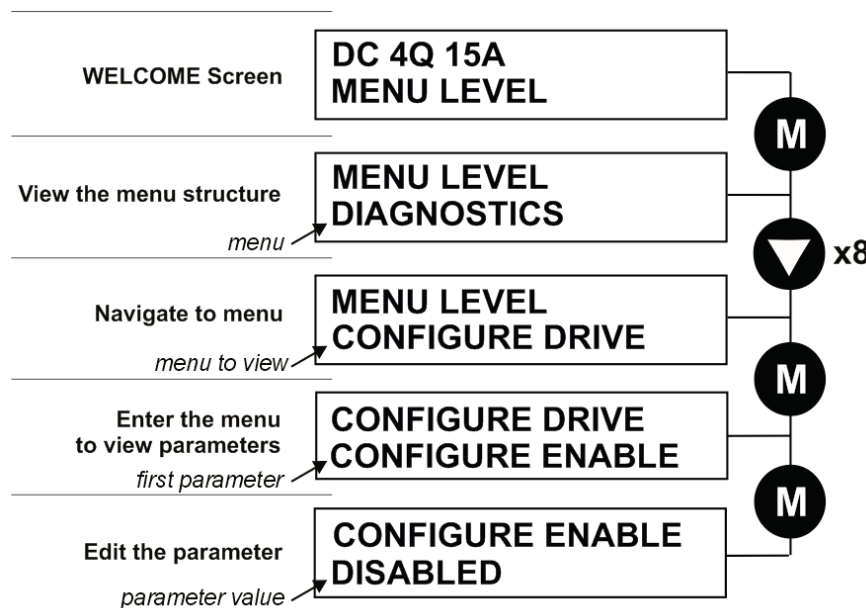 WELCOME Screen
DC 4Q 15A
MENU LEVEL
M
View the menu structure
menu
MENU LEVEL
DIAGNOSTICS
x8
Navigate to menu
menu to view
MENU LEVEL
CONFIGURE DRIVE
M
Enter the menu
to view parameters
first parameter
CONFIGURE DRIVE
CONFIGURE ENABLE
M
Edit the parameter
parameter value
CONFIGURE ENABLE
DISABLED